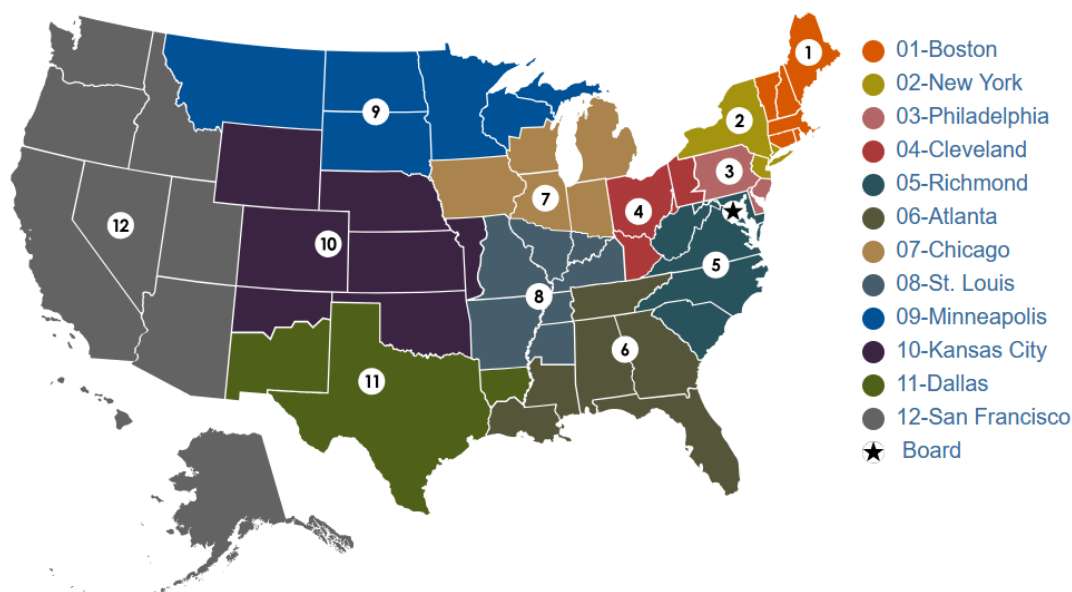 1
01-Boston
02-New York
03-Philadelphia
04-Cleveland
05-Richmond
06-Atlanta
07-Chicago
08-St. Louis
09-Minneapolis
10-Kansas City
11-Dallas
12-San Francisco
Board
9
2
3
7
4
12
10
5
8
6
11